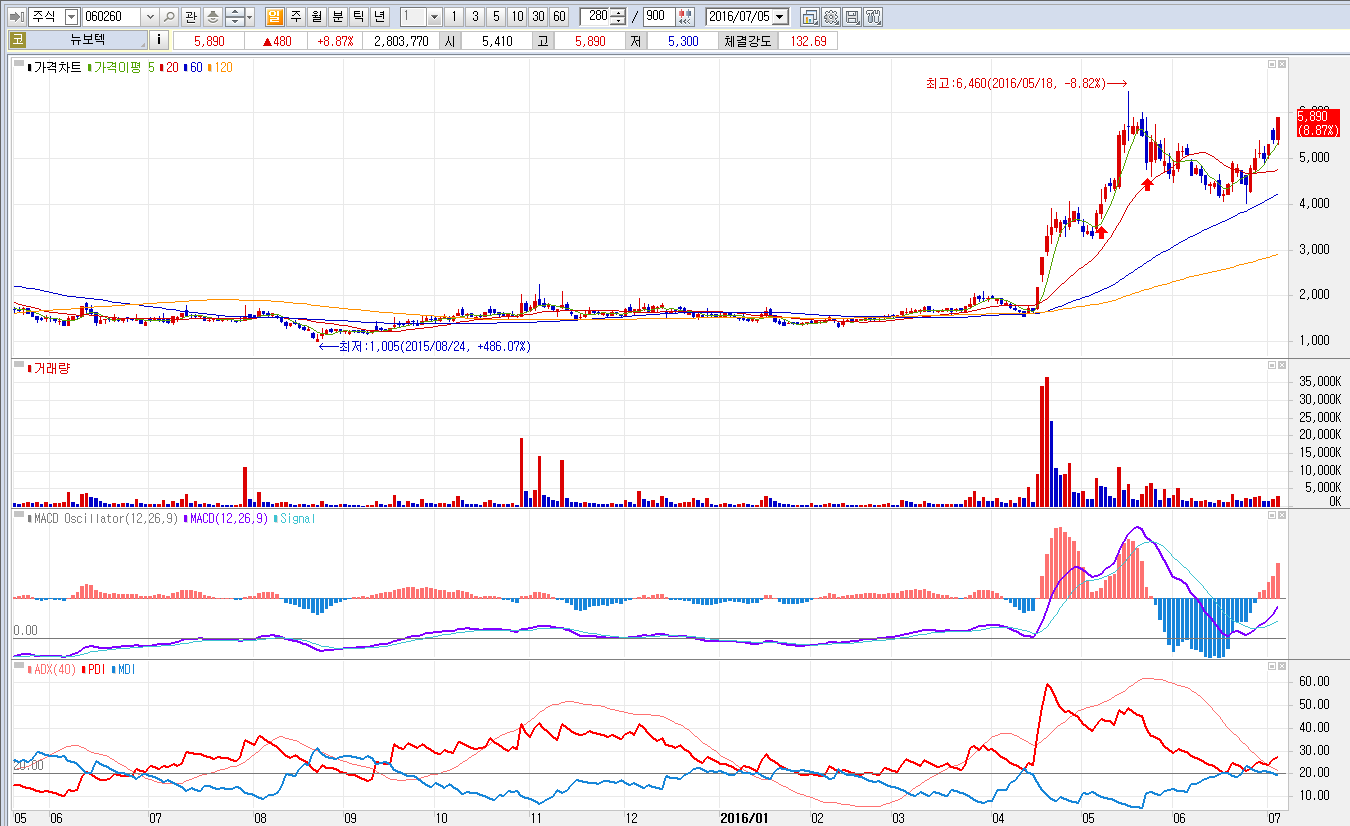 주식 060260 관 일 주 월 분 틱 년 1 1 3 5 10 30 60 280 / 900 2016/07/05
코 뉴보텍 i 5,890 ▲480 +8.87% 2,803,770 시 5,410 고 5,890 저 5,300 체결강도 132.69
가격차트 가격이평 5 20 60 120
최고:6,460(2016/05/18, -8.82%)
5,890
(8.87%)
5,000
4,000
3,000
2,000
1,000
최저:1,005(2015/08/24, +486.07%)
거래량
35,000K
30,000K
25,000K
20,000K
15,000K
10,000K
5,000K
0K
MACD Oscillator(12,26,9) MACD(12,26,9) Signal
0.00
ADX(40) PDI MDI
60.00
50.00
40.00
30.00
20.00 20.00
10.00
05 06 07 08 09 10 11 12 2016/01 02 03 04 05 06 07